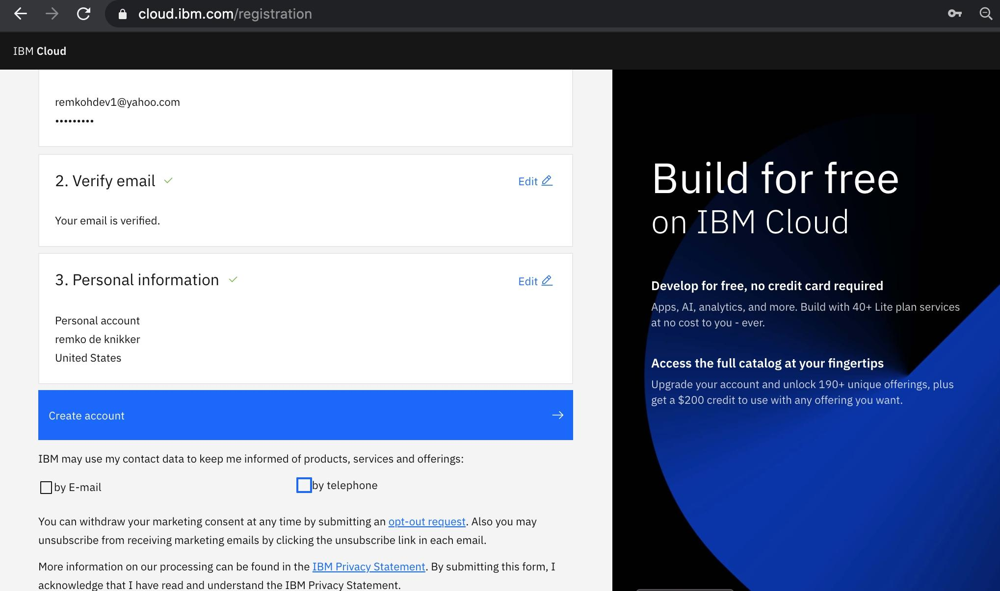 cloud.ibm.com/registration
IBM Cloud
remkohdev1@yahoo.com
•••••••••
2. Verify email
Edit
Your email is verified.
3. Personal information
Edit
Personal account
remko de knikker
United States
Create account
IBM may use my contact data to keep me informed of products, services and offerings:
by E-mail
by telephone
You can withdraw your marketing consent at any time by submitting an opt-out request. Also you may
unsubscribe from receiving marketing emails by clicking the unsubscribe link in each email.
More information on our processing can be found in the IBM Privacy Statement. By submitting this form, I
acknowledge that I have read and understand the IBM Privacy Statement.
Build for free
on IBM Cloud
Develop for free, no credit card required
Apps, AI, analytics, and more. Build with 40+ Lite plan services
at no cost to you - ever.
Access the full catalog at your fingertips
Upgrade your account and unlock 190+ unique offerings, plus
get a $200 credit to use with any offering you want.